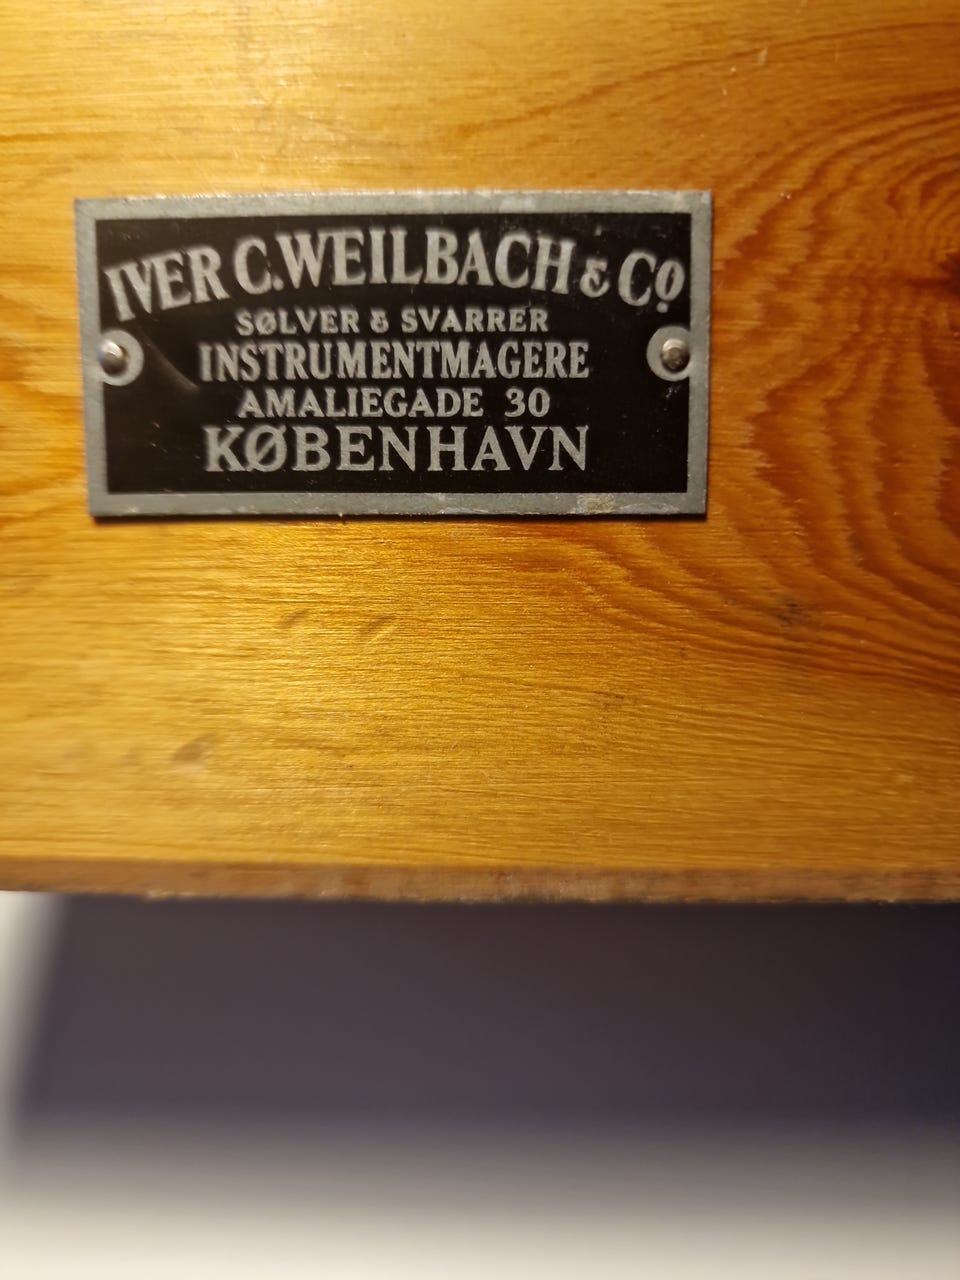 IVER C. WEILBACH & Co
SØLVER & SVARRER
INSTRUMENTMAGERE
AMALIEGADE 30
KØBENHAVN